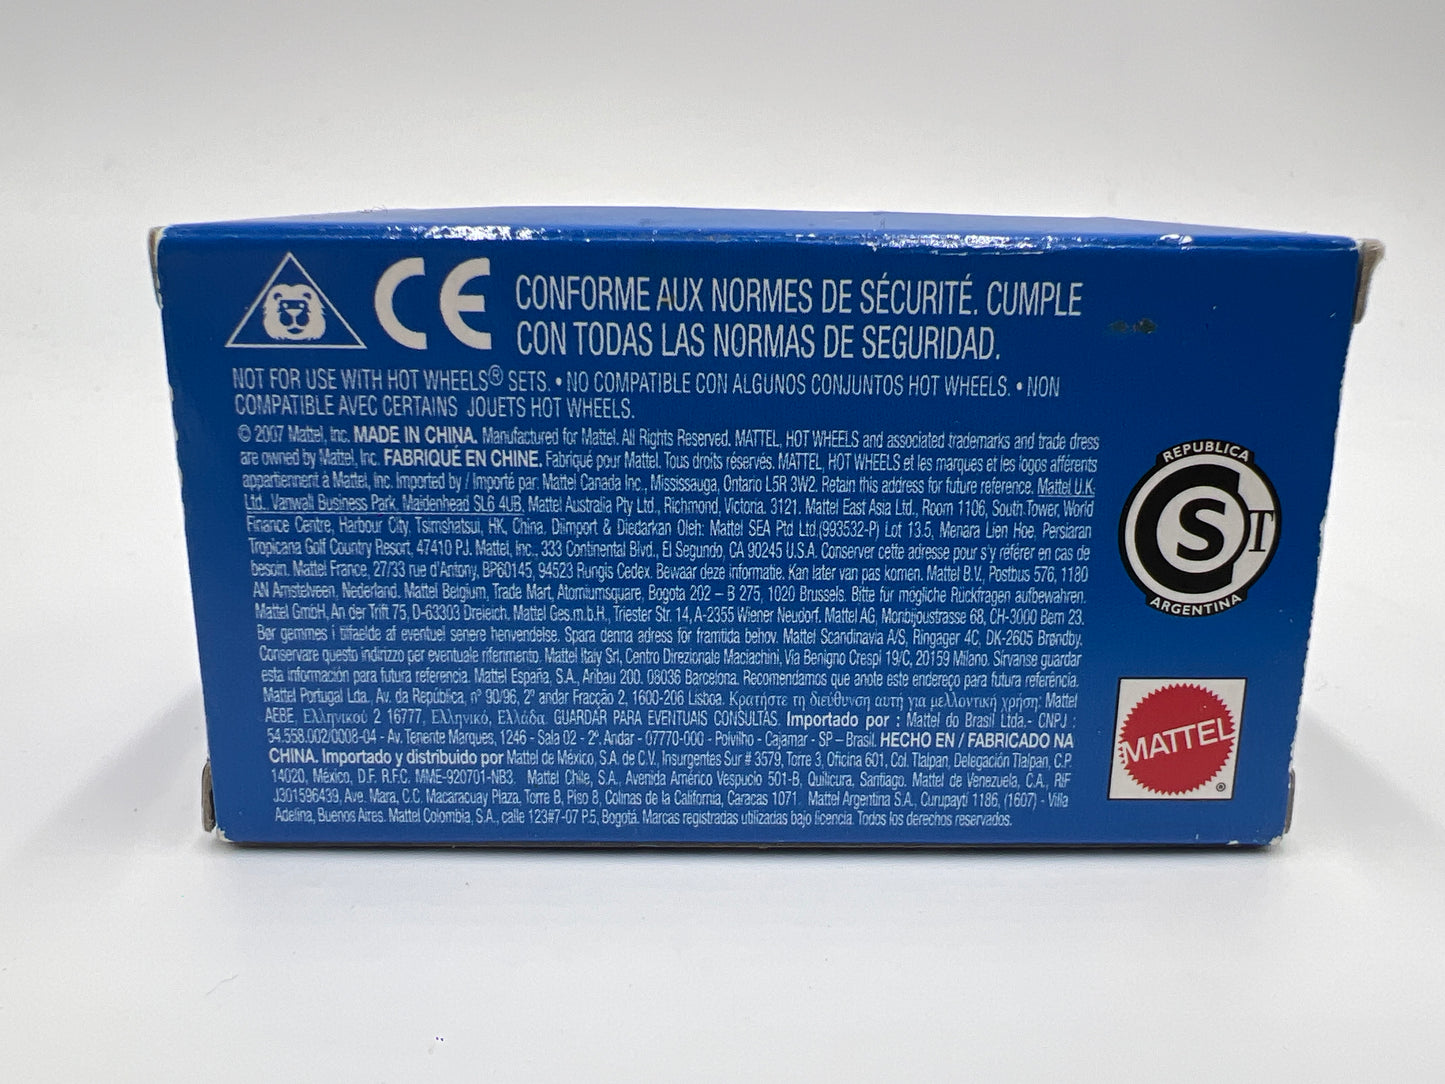 CE CONFORME AUX NORMES DE SÉCURITÉ. CUMPLE
CON TODAS LAS NORMAS DE SEGURIDAD.
NOT FOR USE WITH HOT WHEELS® SETS. • NO COMPATIBLE CON ALGUNOS CONJUNTOS HOT WHEELS. • NON
COMPATIBLE AVEC CERTAINS JOUETS HOT WHEELS.
© 2007 Mattel, Inc. MADE IN CHINA. Manufactured for Mattel. All Rights Reserved. MATTEL, HOT WHEELS and associated trademarks and trade dress
are owned by Mattel, Inc. FABRIQUÉ EN CHINE. Fabriqué pour Mattel. Tous droits réservés. MATTEL, HOT WHEELS et les marques et les logos afférents
appartiennent à Mattel, Inc. Imported by / Importé par: Mattel Canada Inc., Mississauga, Ontario L5R 3W2. Retain this address for future reference. Mattel U.K.
Ltd., Vanwall Business Park, Maidenhead SL6 4UB. Mattel Australia Pty Ltd., Richmond, Victoria. 3121. Mattel East Asia Ltd., Room 1106, South Tower, World
Finance Centre, Harbour City, Tsimshatsui, HK, China. Diimport & Diedarkan Oleh: Mattel SEA Ptd Ltd.(993532-P) Lot 13.5, Menara Lien Hoe, Persiaran
Tropicana Golf Country Resort, 47410 PJ. Mattel, Inc., 333 Continental Blvd., El Segundo, CA 90245 U.S.A. Conserver cette adresse pour s'y référer en cas de
besoin. Mattel France, 27/33 rue d'Antony, BP60145, 94523 Rungis Cedex. Bewaar deze informatie. Kan later van pas komen. Mattel B.V., Postbus 576, 1180
AN Amstelveen, Nederland. Mattel Belgium, Trade Mart, Atomiumsquare, Bogota 202 – B 275, 1020 Brussels. Bitte für mögliche Rückfragen aufbewahren.
Mattel GmbH, An der Trift 75, D-63303 Dreieich. Mattel Ges.m.b.H., Triester Str. 14, A-2355 Wiener Neudorf. Mattel AG, Monbijoustrasse 68, CH-3000 Bern 23.
Bør gemmes i tilfælde af eventuel senere henvendelse. Spara denna adress för framtida behov. Mattel Scandinavia A/S, Ringager 4C, DK-2605 Brøndby.
Conservare questo indirizzo per eventuale riferimento. Mattel Italy Srl, Centro Direzionale Maciachini, Via Benigno Crespi 19/C, 20159 Milano. Sírvanse guardar
esta información para futura referencia. Mattel España, S.A., Aribau 200. 08036 Barcelona. Recomendamos que anote este endereço para futura referência.
Mattel Portugal Lda., Av. da República, nº 90/96, 2º andar Fracção 2, 1600-206 Lisboa. Κρατήστε τη διεύθυνση αυτή για μελλοντική χρήση: Mattel
AEBE, Ελληνικού 2 16777, Ελληνικό, Ελλάδα. GUARDAR PARA EVENTUAIS CONSULTAS. Importado por : Mattel do Brasil Ltda.- CNPJ :
54.558.002/0008-04 - Av. Tenente Marques, 1246 - Sala 02 - 2º. Andar - 07770-000 - Polvilho - Cajamar - SP – Brasil. HECHO EN / FABRICADO NA
CHINA. Importado y distribuido por Mattel de México, S.A. de C.V., Insurgentes Sur # 3579, Torre 3, Oficina 601, Col. Tlalpan, Delegación Tlalpan, C.P.
14020, México, D.F. R.F.C. MME-920701-NB3. Mattel Chile, S.A., Avenida Américo Vespucio 501-B, Quilicura, Santiago. Mattel de Venezuela, C.A., RIF
J301596439, Ave. Mara, C.C. Macaracuay Plaza, Torre B, Piso 8, Colinas de la California, Caracas 1071. Mattel Argentina S.A., Curupaytí 1186, (1607) - Villa
Adelina, Buenos Aires. Mattel Colombia, S.A., calle 123#7-07 P.5, Bogotá. Marcas registradas utilizadas bajo licencia. Todos los derechos reservados.
REPUBLICA
CST
ARGENTINA
MATTEL®